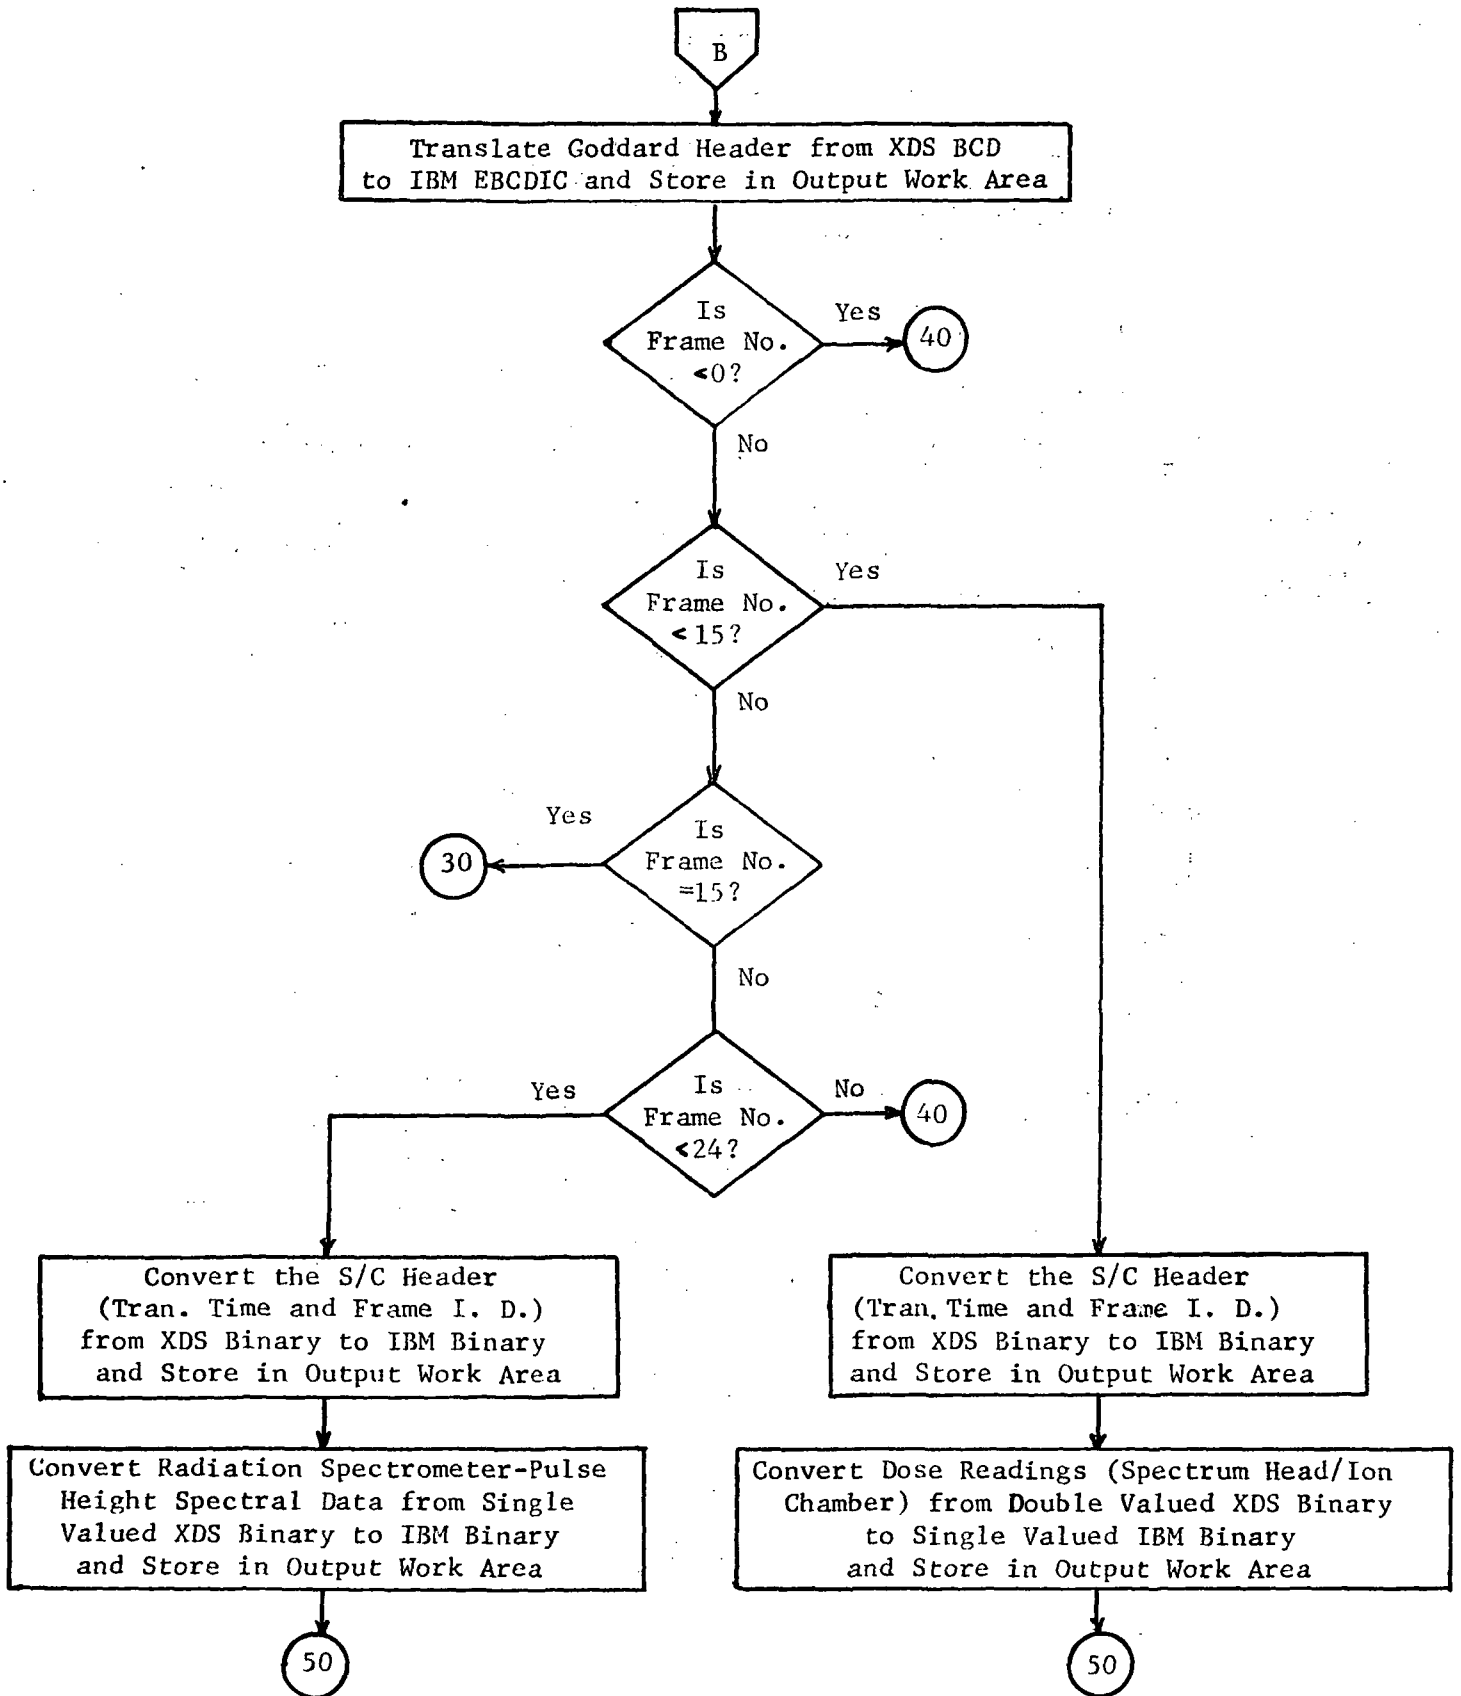 B
Translate Goddard Header from XDS BCD
to IBM EBCDIC and Store in Output Work Area
Is
Frame No.
<0?
Yes
40
No
Is
Frame No.
<15?
Yes
No
Is
Frame No.
=15?
Yes
30
No
Is
Frame No.
<24?
Yes
No
40
Convert the S/C Header
(Tran. Time and Frame I. D.)
from XDS Binary to IBM Binary
and Store in Output Work Area
Convert Radiation Spectrometer-Pulse
Height Spectral Data from Single
Valued XDS Binary to IBM Binary
and Store in Output Work Area
50
Convert the S/C Header
(Tran. Time and Frame I. D.)
from XDS Binary to IBM Binary
and Store in Output Work Area
Convert Dose Readings (Spectrum Head/Ion
Chamber) from Double Valued XDS Binary
to Single Valued IBM Binary
and Store in Output Work Area
50